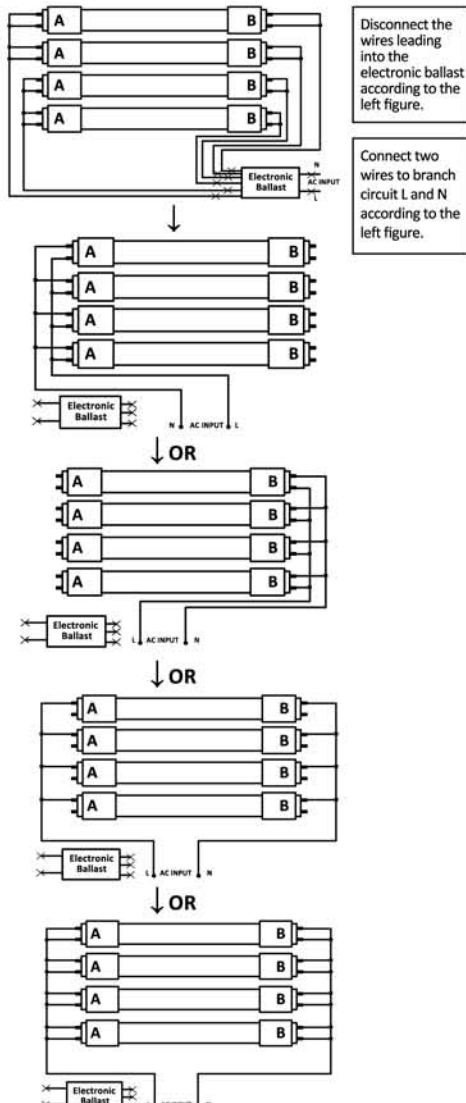 A B
A B
A B
A B
Disconnect the
wires leading
into the
electronic ballast
according to the
left figure.
Connect two
wires to branch
circuit L and N
according to the
left figure.
Electronic
Ballast
N
AC INPUT
L
A B
A B
A B
A B
Electronic
Ballast
N AC INPUT L
OR
A B
A B
A B
A B
Electronic
Ballast
L AC INPUT N
OR
A B
A B
A B
A B
Electronic
Ballast
L AC INPUT N
OR
A B
A B
A B
A B
Electronic
Ballast
L AC INPUT N